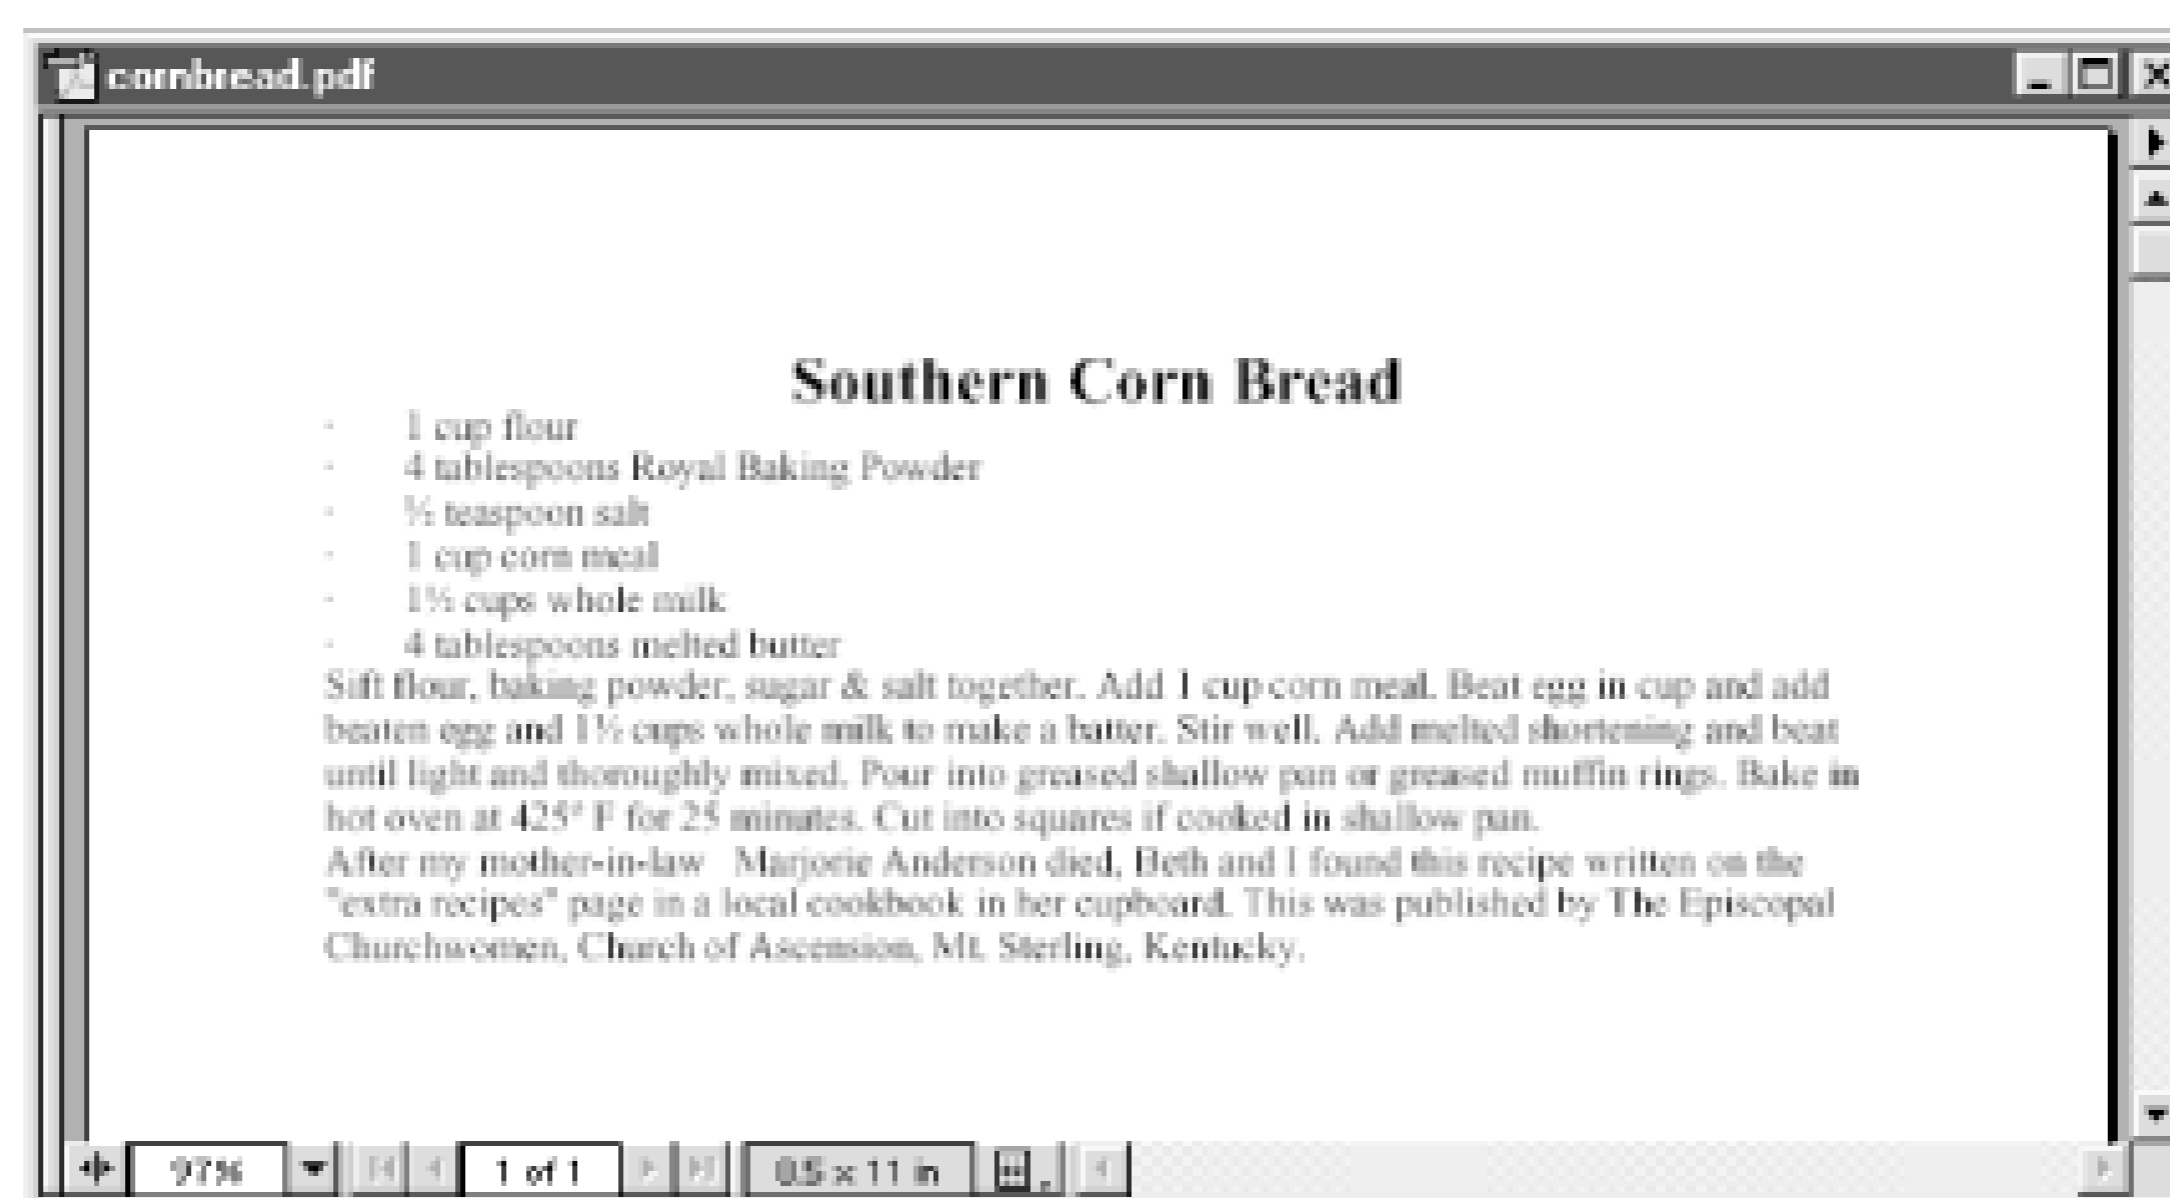 cornbread.pdf
Southern Corn Bread
· 1 cup flour
· 4 tablespoons Royal Baking Powder
· ½ teaspoon salt
· 1 cup corn meal
· 1½ cups whole milk
· 4 tablespoons melted butter
Sift flour, baking powder, sugar & salt together. Add 1 cup corn meal. Beat egg in cup and add
beaten egg and 1½ cups whole milk to make a batter. Stir well. Add melted shortening and beat
until light and thoroughly mixed. Pour into greased shallow pan or greased muffin rings. Bake in
hot oven at 425° F for 25 minutes. Cut into squares if cooked in shallow pan.
After my mother-in-law Marjorie Anderson died, Beth and I found this recipe written on the
"extra recipes" page in a local cookbook in her cupboard. This was published by The Episcopal
Churchwomen, Church of Ascension, Mt. Sterling, Kentucky.
97% 1 of 1 x 11 in